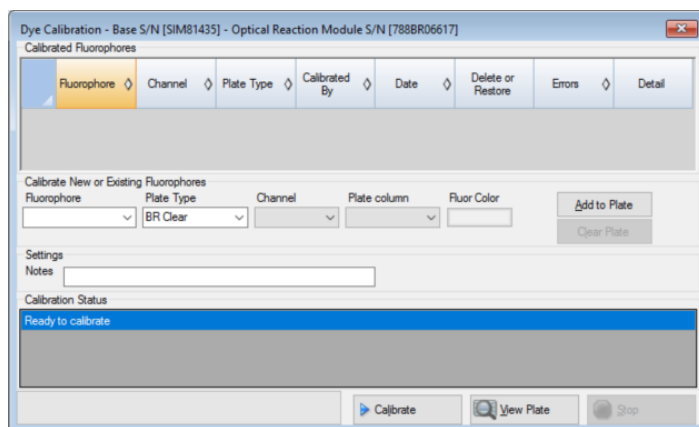 Dye Calibration - Base S/N [SIM81435] - Optical Reaction Module S/N [788BR06617]
Calibrated Fluorophores
Fluorophore Channel Plate Type Calibrated By Date Delete or Restore Errors Detail
Calibrate New or Existing Fluorophores
Fluorophore Plate Type Channel Plate column Fluor Color
BR Clear
Add to Plate
Clear Plate
Settings
Notes
Calibration Status
Ready to calibrate
Calibrate View Plate Stop